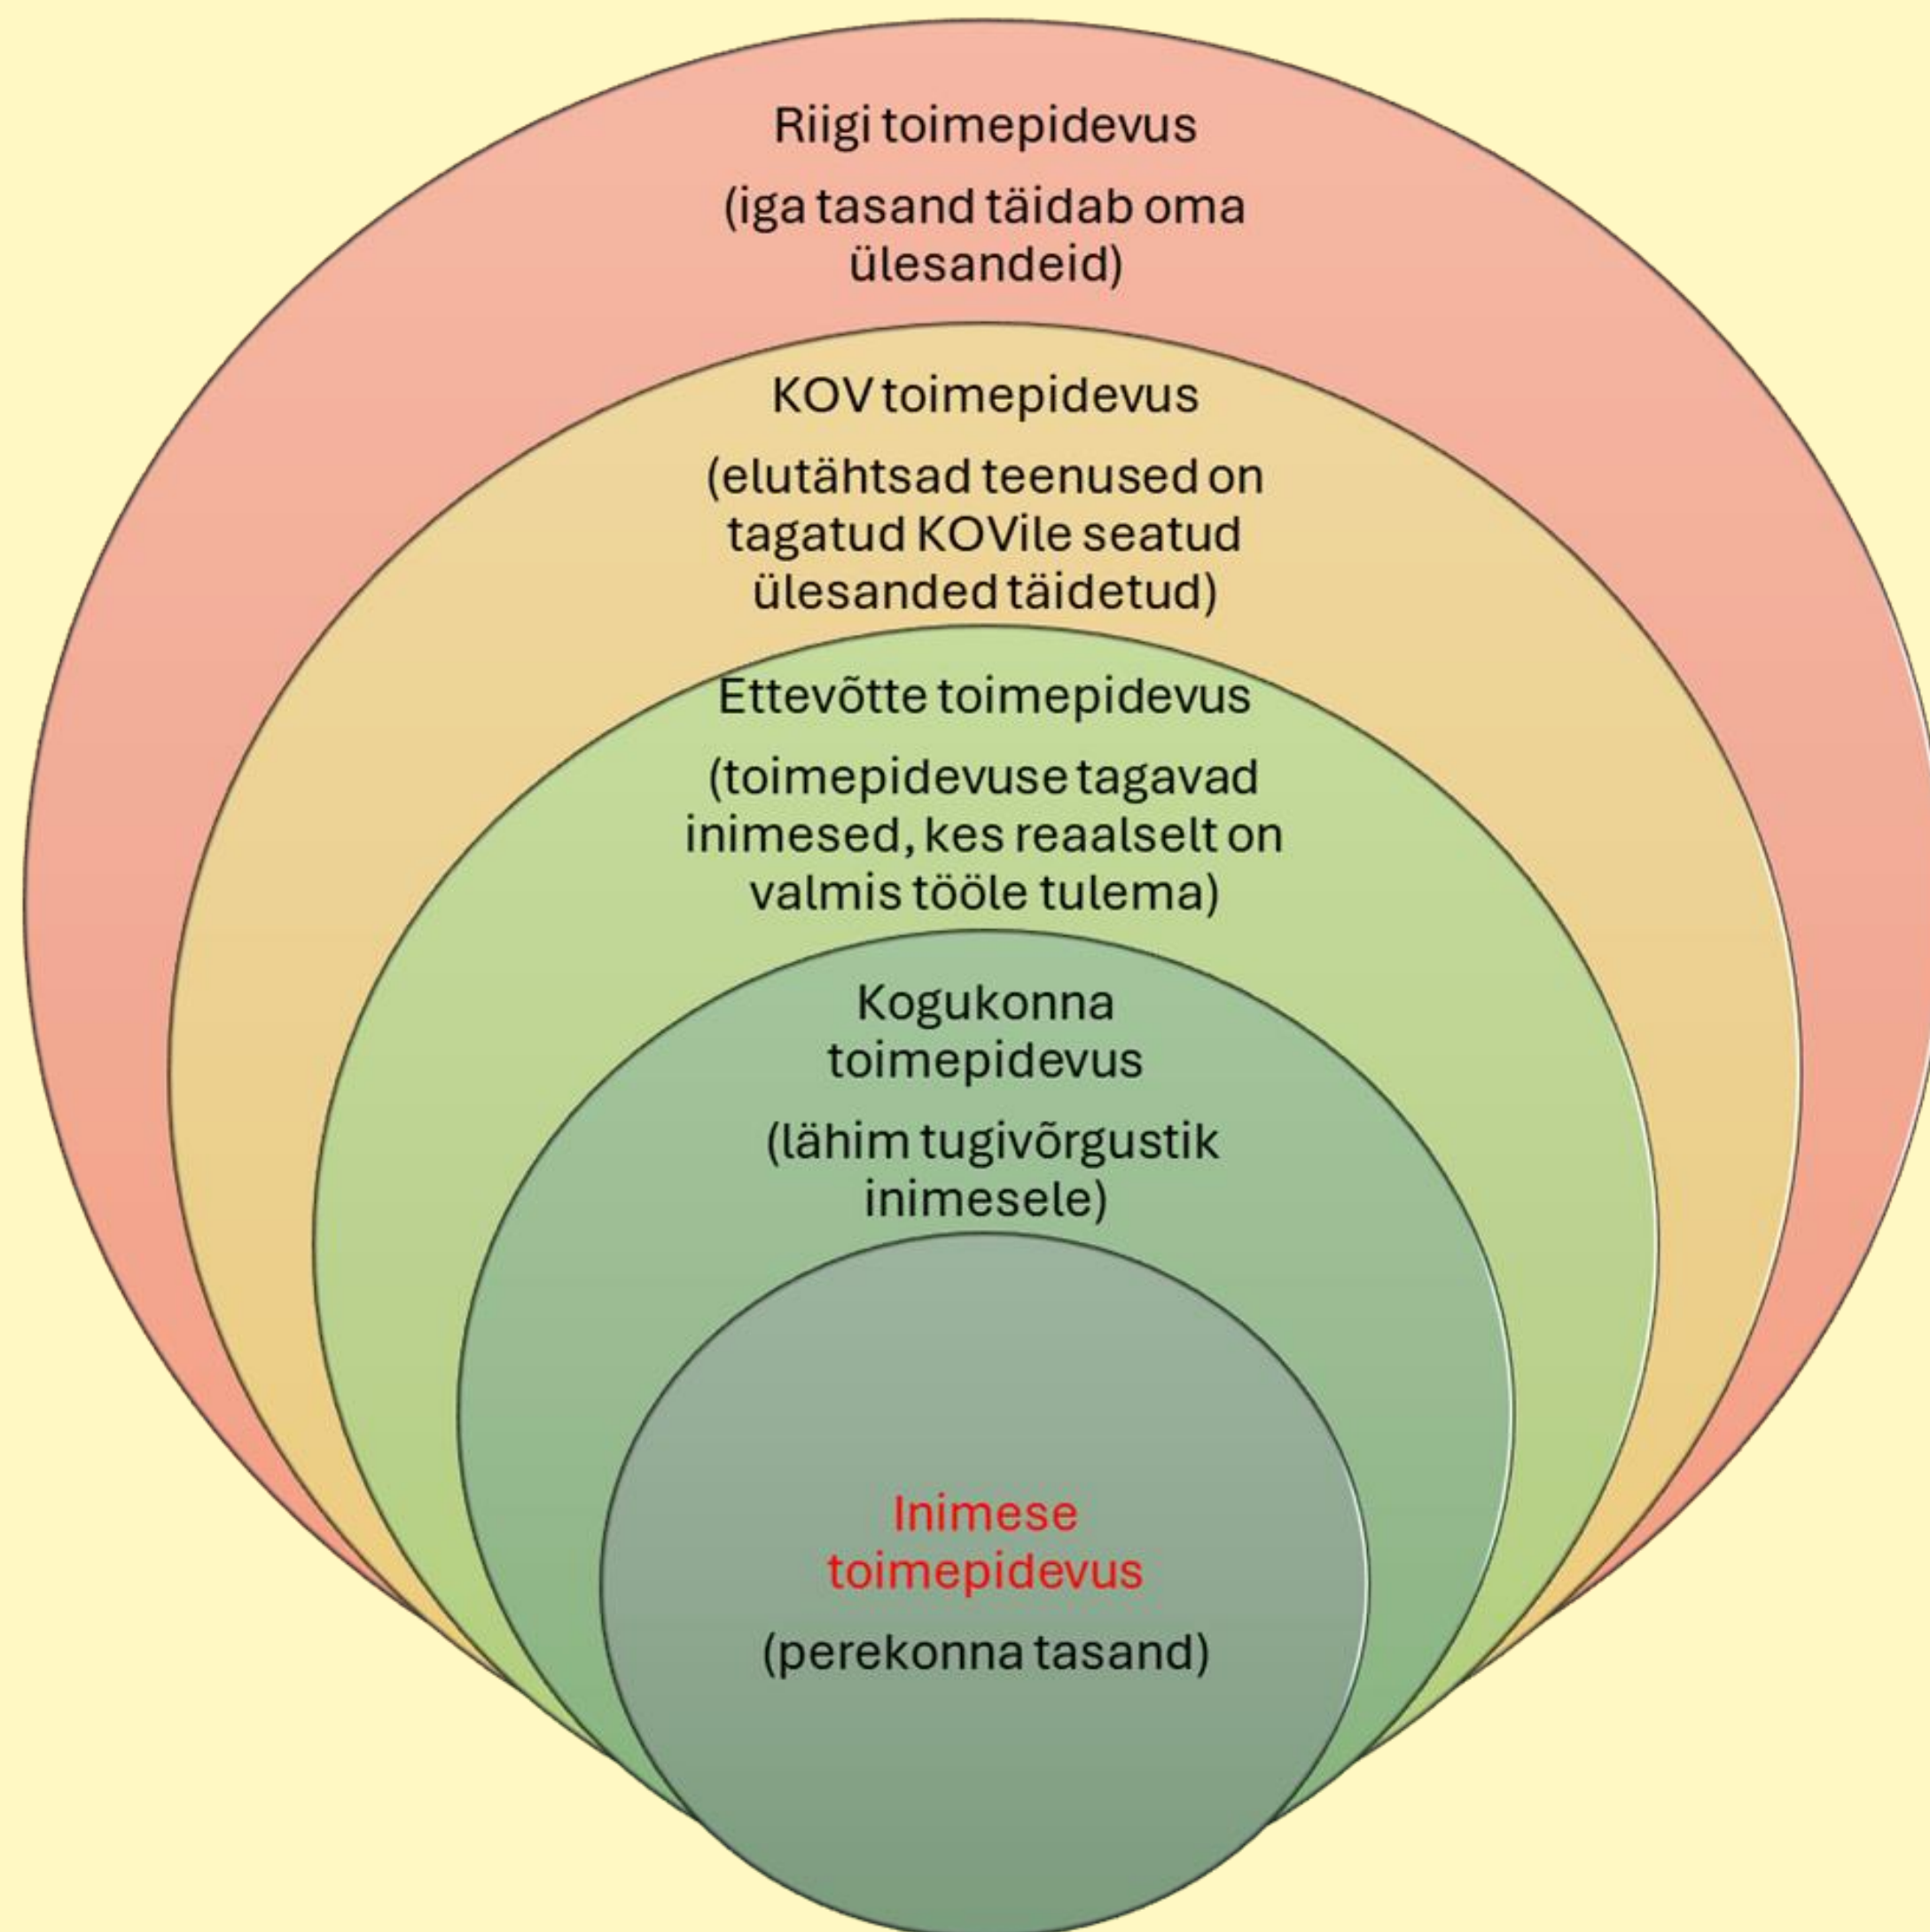 Riigi toimepidevus
(iga tasand täidab oma
ülesandeid)
KOV toimepidevus
(elutähtsad teenused on
tagatud KOVile seatud
ülesanded täidetud)
Ettevõtte toimepidevus
(toimepidevuse tagavad
inimesed, kes reaalselt on
valmis tööle tulema)
Kogukonna
toimepidevus
(lähim tugivõrgustik
inimesele)
Inimese
toimepidevus
(perekonna tasand)